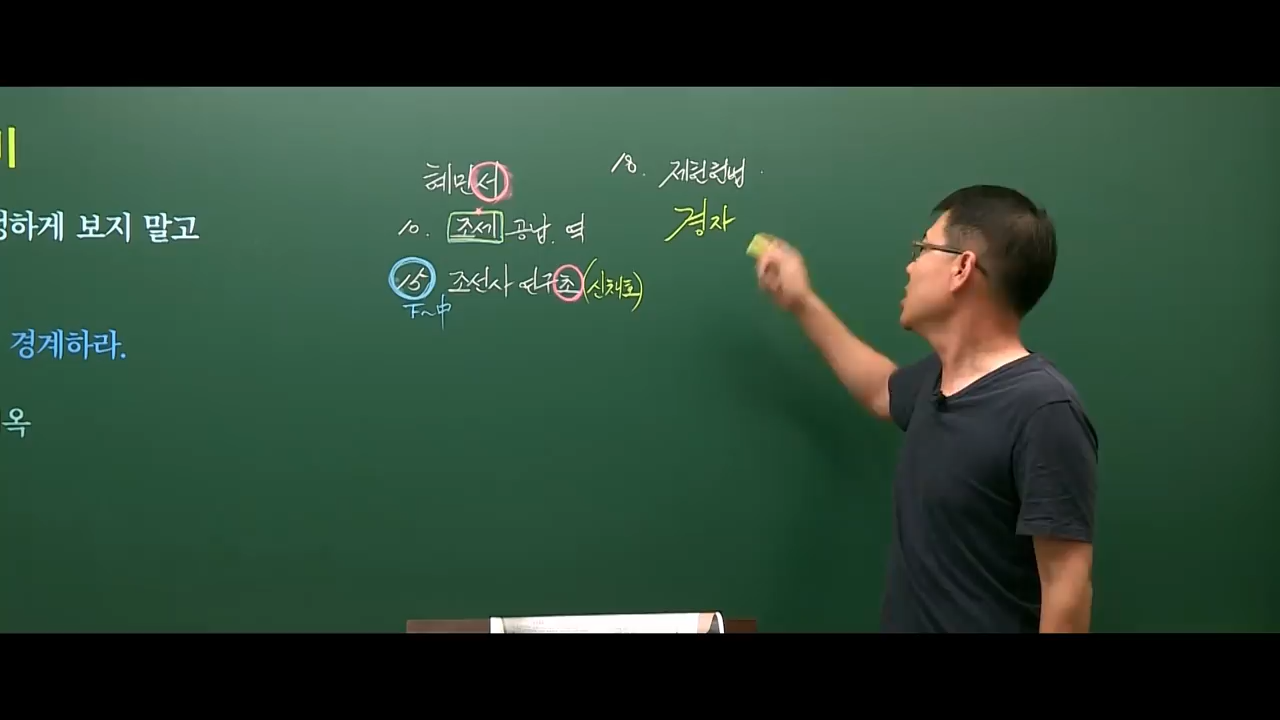 하게 보지 말고
경계하라.
옥
혜민서
10. 조세 공납. 역
15 조선사 연구초 (신채호)
下~中
18. 제헌헌법
경자